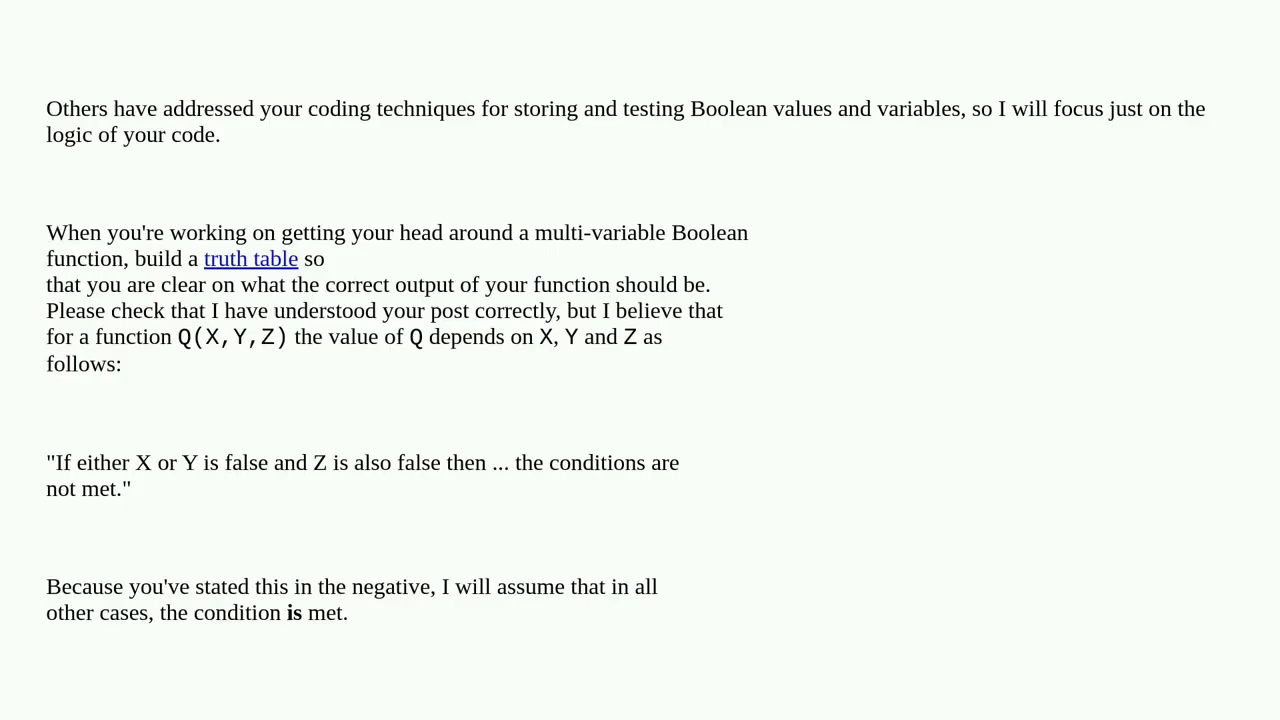 Others have addressed your coding techniques for storing and testing Boolean values and variables, so I will focus just on the
logic of your code.
When you're working on getting your head around a multi-variable Boolean
function, build a truth table so
that you are clear on what the correct output of your function should be.
Please check that I have understood your post correctly, but I believe that
for a function Q(X,Y,Z) the value of Q depends on X, Y and Z as
follows:
"If either X or Y is false and Z is also false then ... the conditions are
not met."
Because you've stated this in the negative, I will assume that in all
other cases, the condition is met.